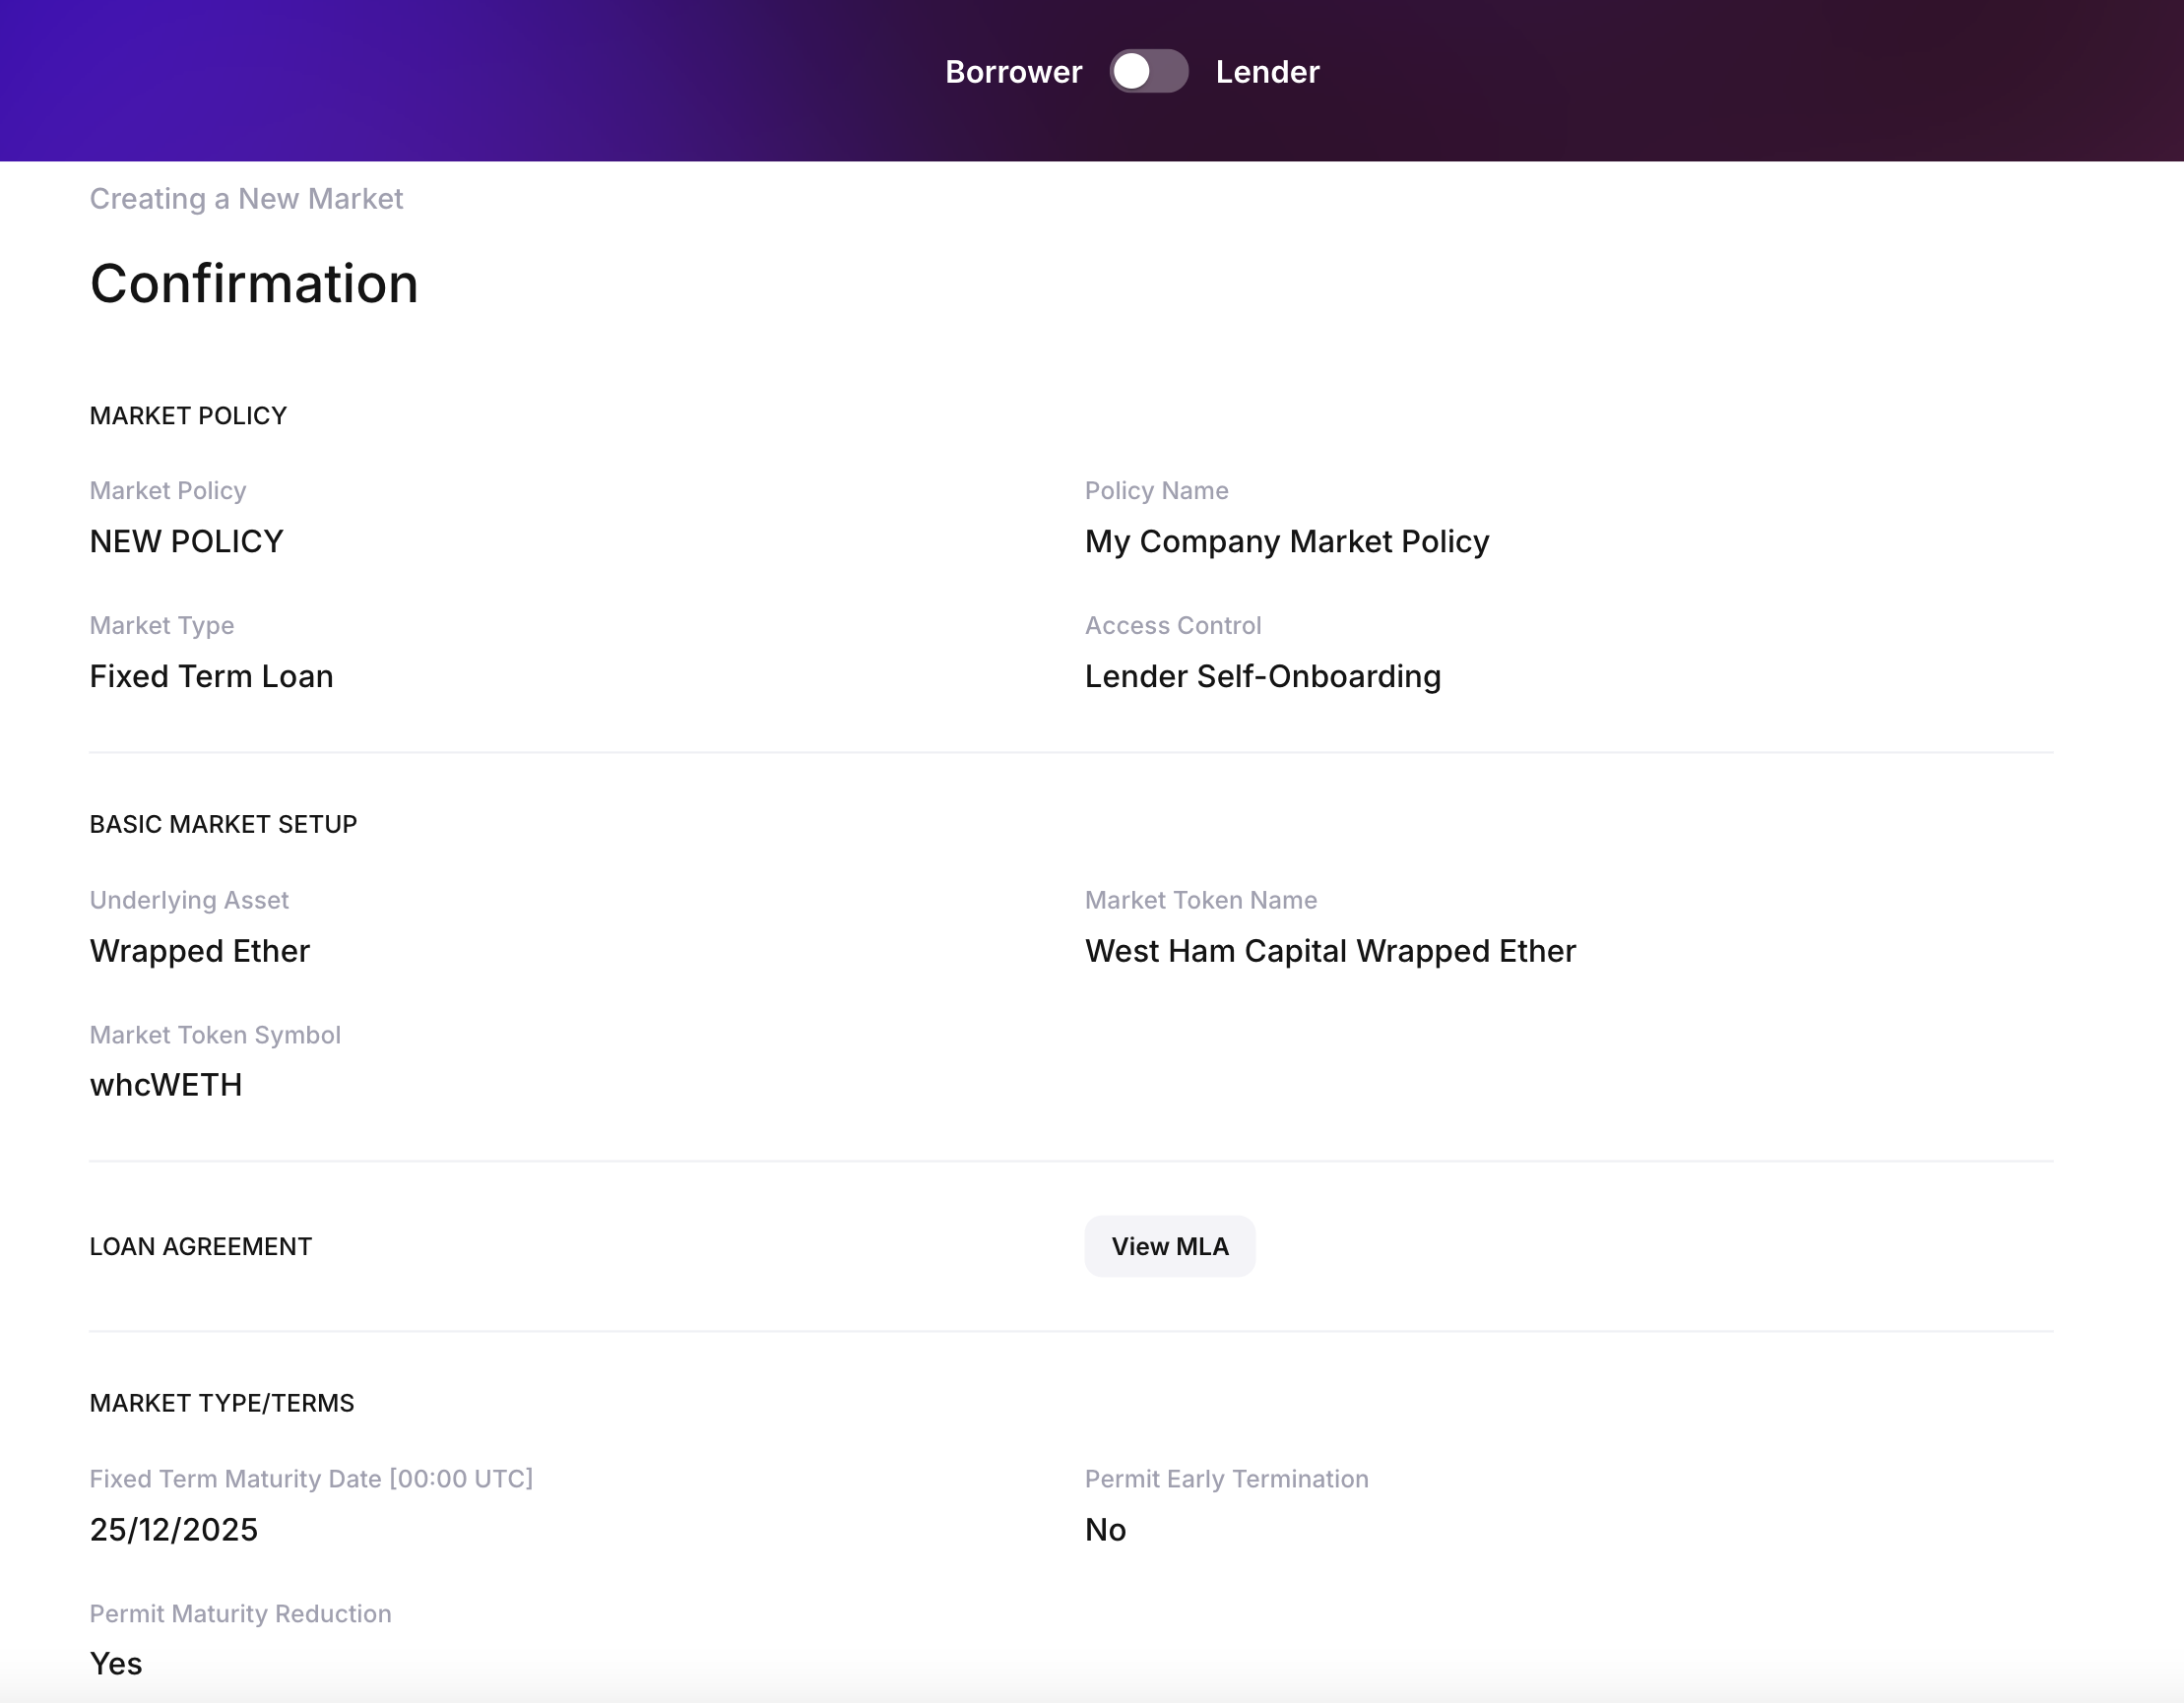 Borrower Lender
Creating a New Market
Confirmation
MARKET POLICY
Market Policy
NEW POLICY
Policy Name
My Company Market Policy
Market Type
Fixed Term Loan
Access Control
Lender Self-Onboarding
BASIC MARKET SETUP
Underlying Asset
Wrapped Ether
Market Token Name
West Ham Capital Wrapped Ether
Market Token Symbol
whcWETH
LOAN AGREEMENT
View MLA
MARKET TYPE/TERMS
Fixed Term Maturity Date [00:00 UTC]
25/12/2025
Permit Early Termination
No
Permit Maturity Reduction
Yes